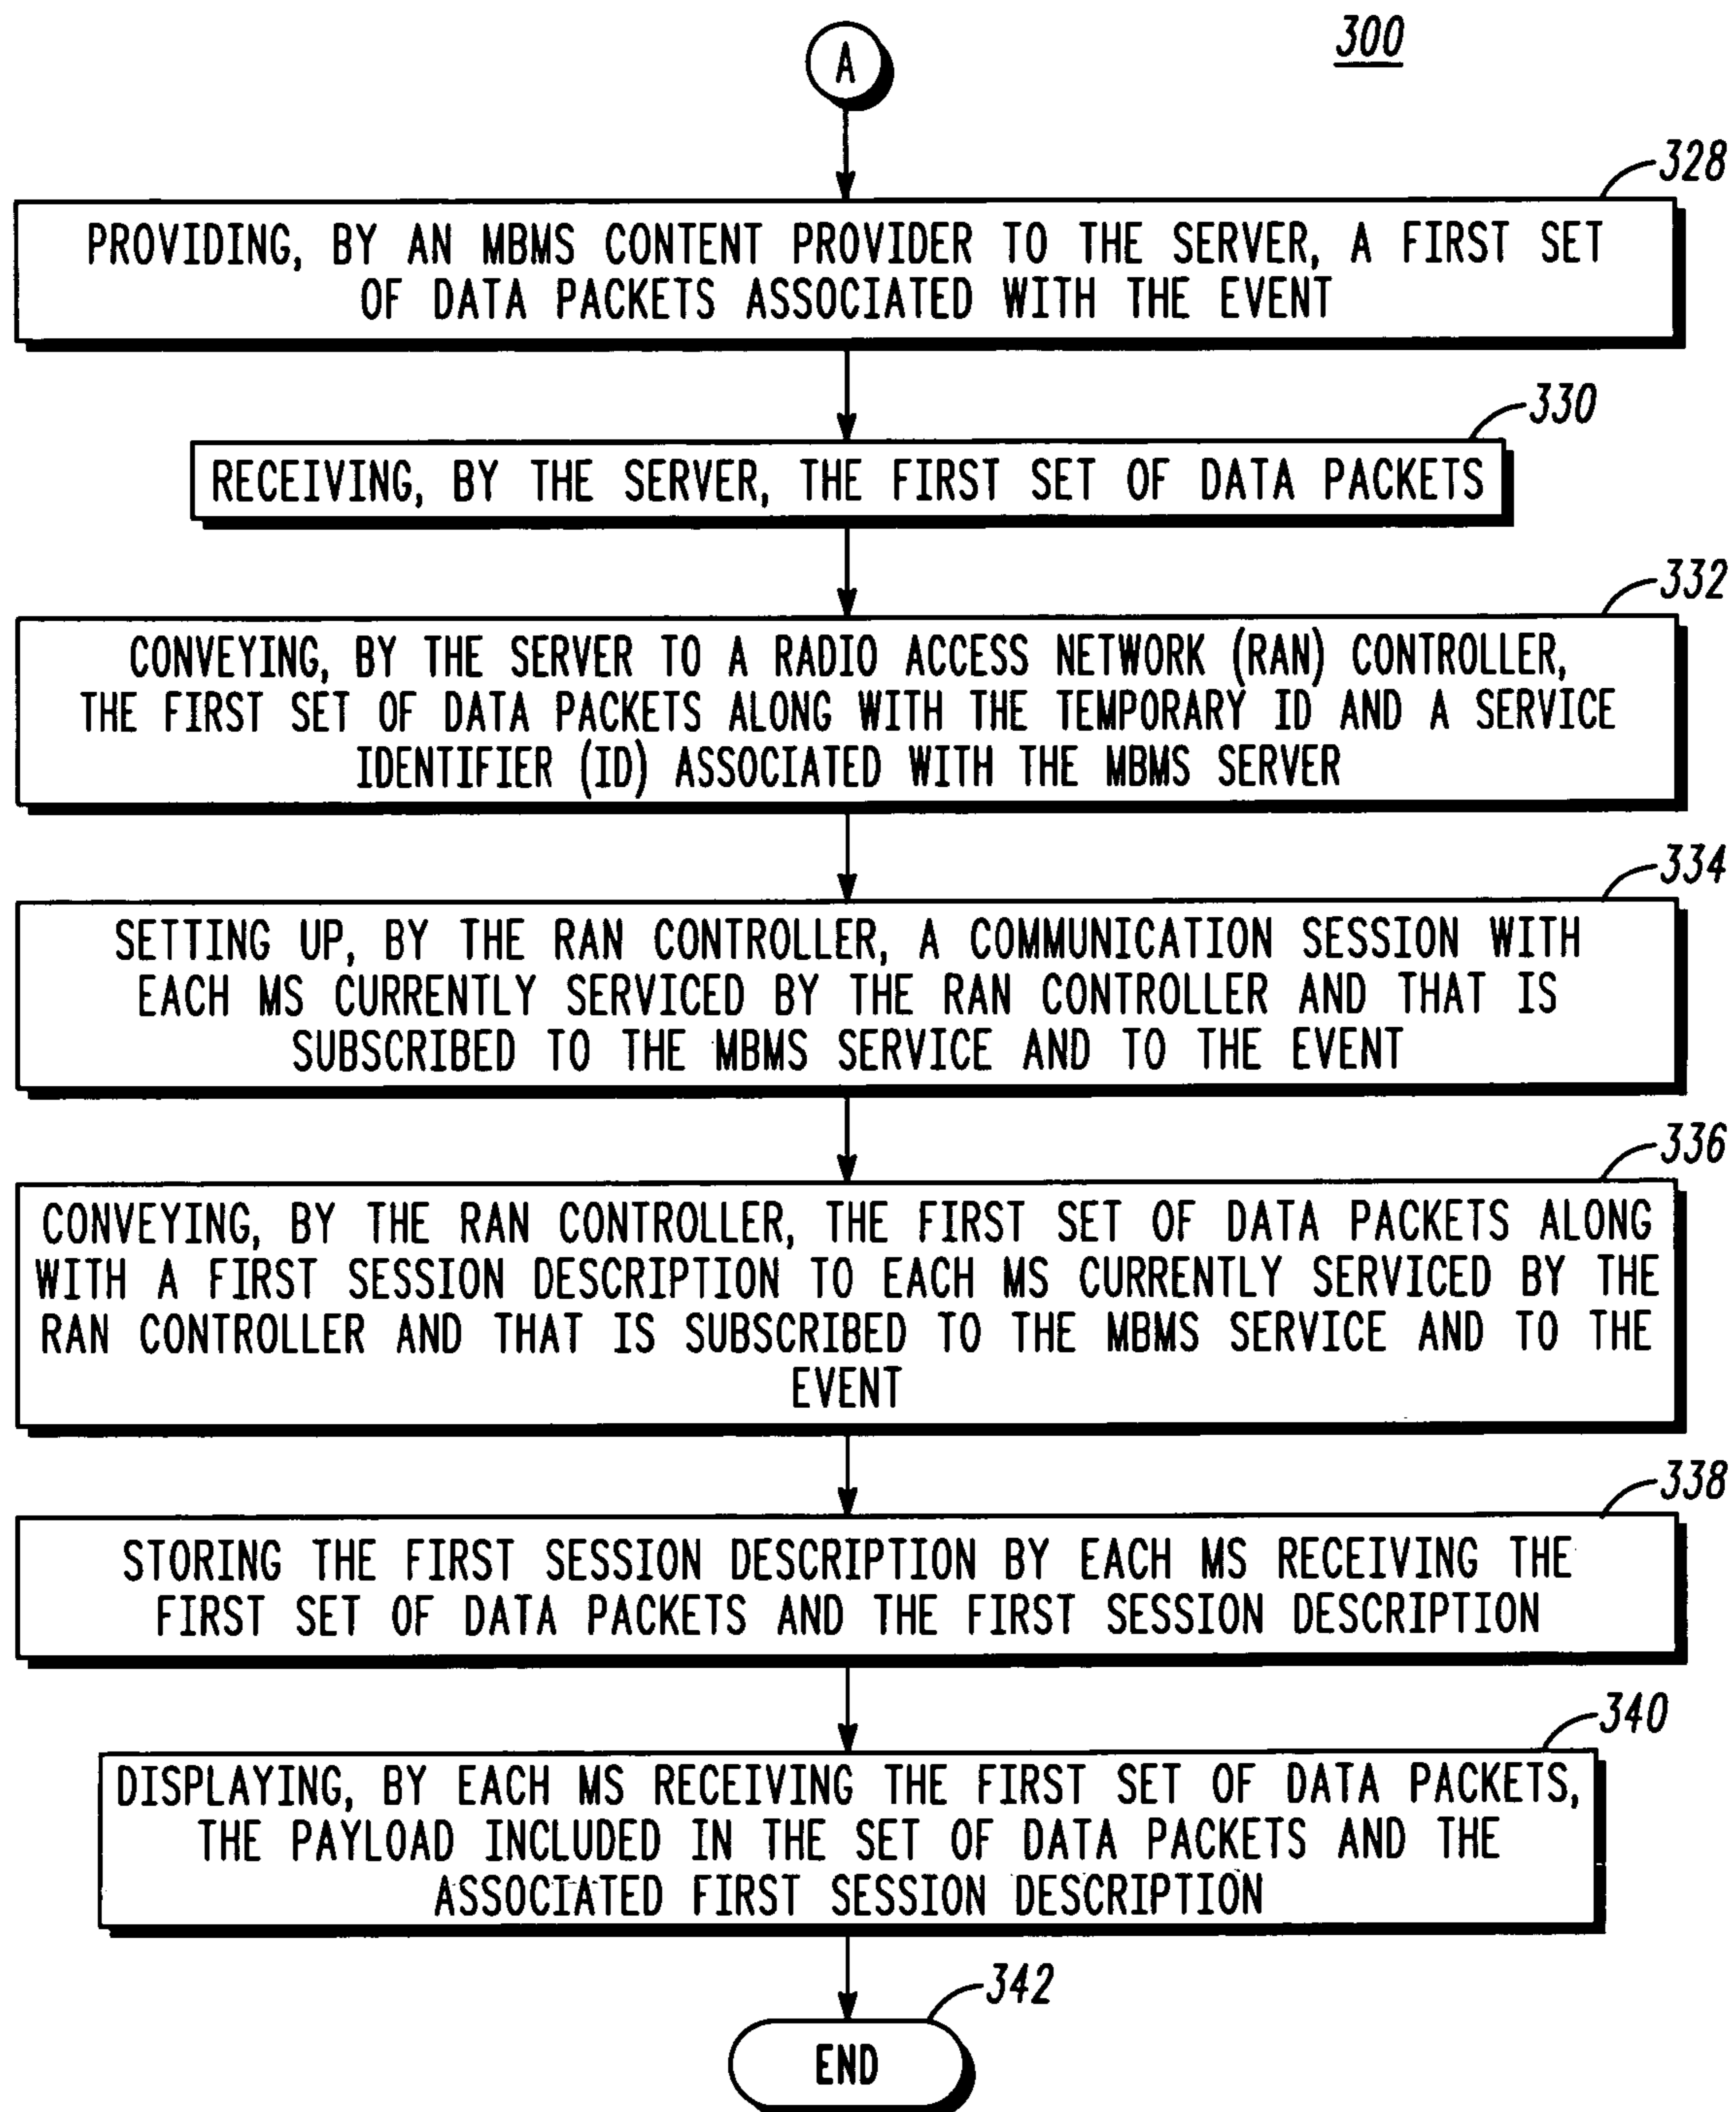 300
A
328
PROVIDING, BY AN MBMS CONTENT PROVIDER TO THE SERVER, A FIRST SET
OF DATA PACKETS ASSOCIATED WITH THE EVENT
330
RECEIVING, BY THE SERVER, THE FIRST SET OF DATA PACKETS
332
CONVEYING, BY THE SERVER TO A RADIO ACCESS NETWORK (RAN) CONTROLLER,
THE FIRST SET OF DATA PACKETS ALONG WITH THE TEMPORARY ID AND A SERVICE
IDENTIFIER (ID) ASSOCIATED WITH THE MBMS SERVER
334
SETTING UP, BY THE RAN CONTROLLER, A COMMUNICATION SESSION WITH
EACH MS CURRENTLY SERVICED BY THE RAN CONTROLLER AND THAT IS
SUBSCRIBED TO THE MBMS SERVICE AND TO THE EVENT
336
CONVEYING, BY THE RAN CONTROLLER, THE FIRST SET OF DATA PACKETS ALONG
WITH A FIRST SESSION DESCRIPTION TO EACH MS CURRENTLY SERVICED BY THE
RAN CONTROLLER AND THAT IS SUBSCRIBED TO THE MBMS SERVICE AND TO THE
EVENT
338
STORING THE FIRST SESSION DESCRIPTION BY EACH MS RECEIVING THE
FIRST SET OF DATA PACKETS AND THE FIRST SESSION DESCRIPTION
340
DISPLAYING, BY EACH MS RECEIVING THE FIRST SET OF DATA PACKETS,
THE PAYLOAD INCLUDED IN THE SET OF DATA PACKETS AND THE
ASSOCIATED FIRST SESSION DESCRIPTION
342
END